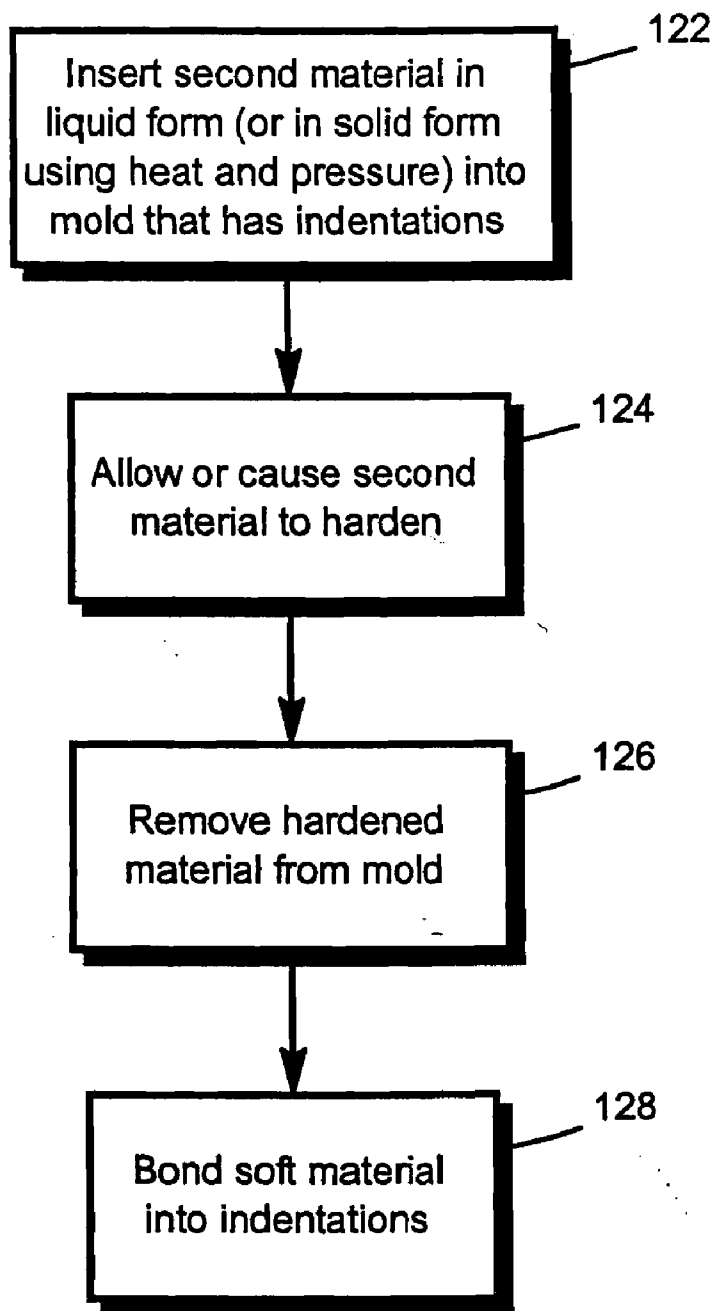 122
Insert second material in
liquid form (or in solid form
using heat and pressure) into
mold that has indentations
124
Allow or cause second
material to harden
126
Remove hardened
material from mold
128
Bond soft material
into indentations